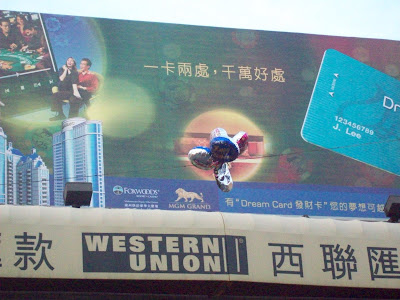 一卡兩處，千萬好處
Dr
123456789
J. Lee
FOXWOODS
MGM GRAND
有"Dream Card 發財卡"您的夢想可
款
WESTERN
UNION
西聯匯